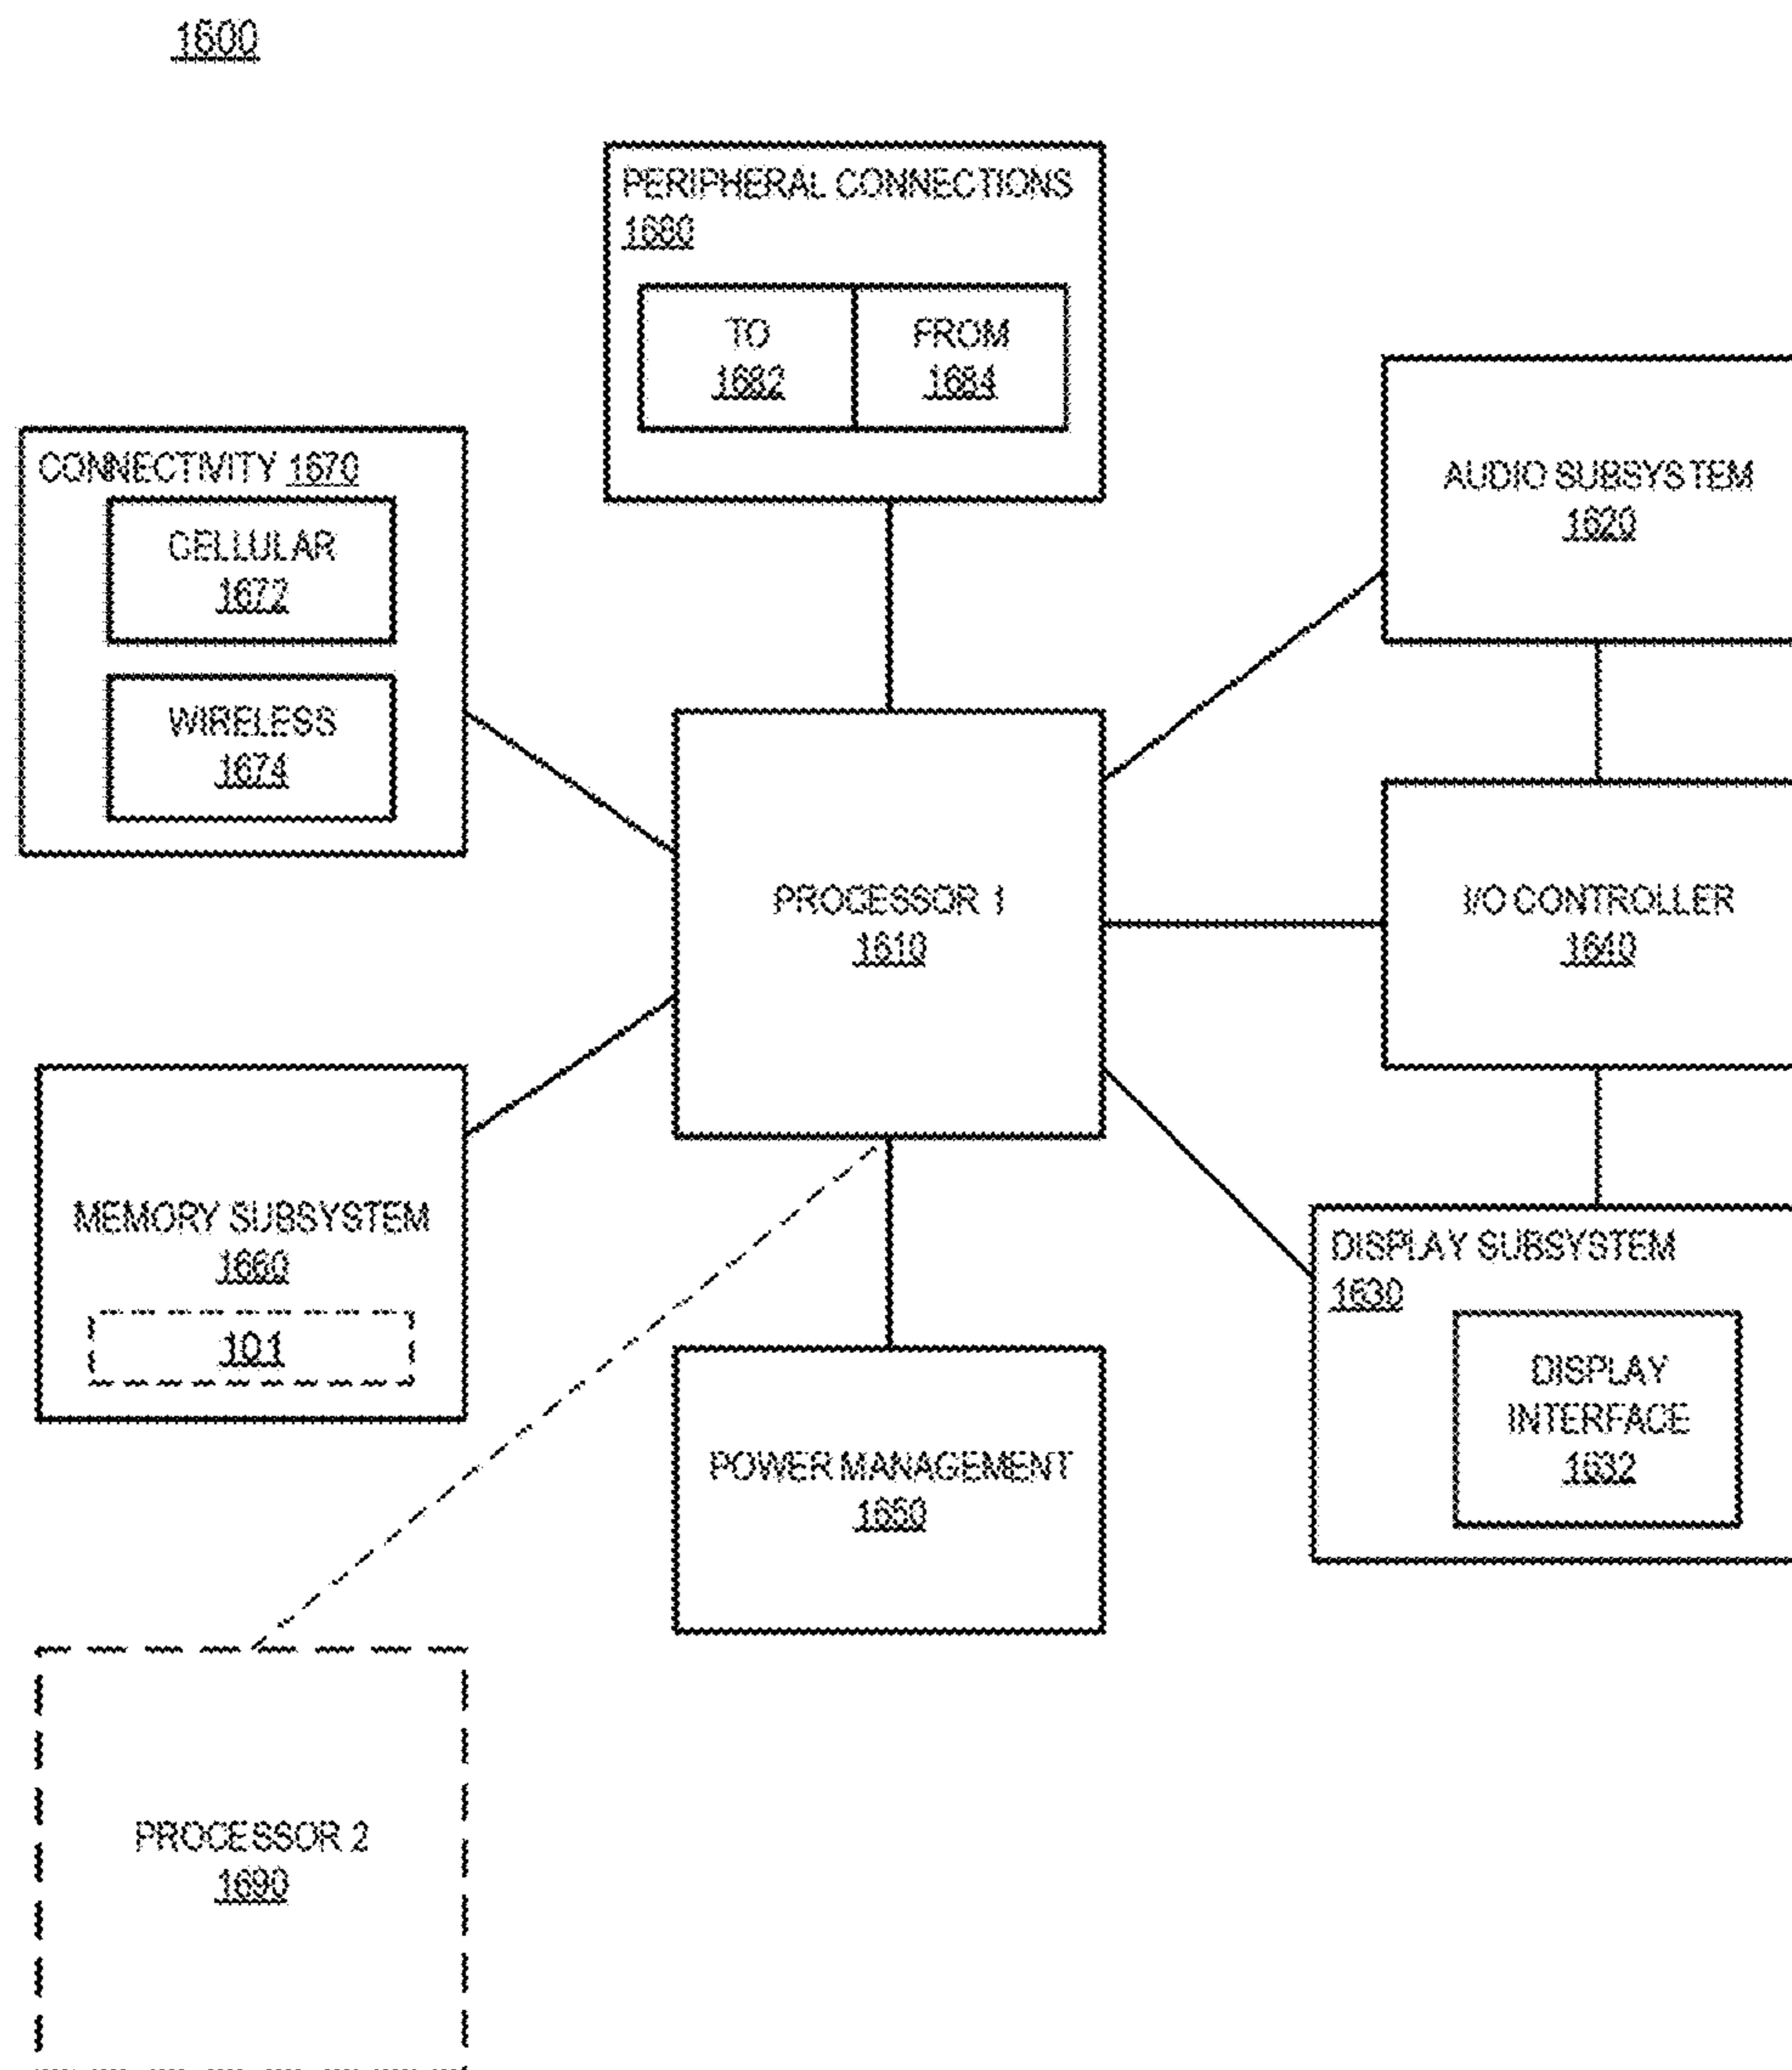 1600
PERIPHERAL CONNECTIONS
1680
TO
1682
FROM
1684
CONNECTIVITY 1670
CELLULAR
1672
WIRELESS
1674
AUDIO SUBSYSTEM
1620
PROCESSOR 1
1610
I/O CONTROLLER
1640
MEMORY SUBSYSTEM
1660
101
DISPLAY SUBSYSTEM
1630
DISPLAY
INTERFACE
1632
POWER MANAGEMENT
1650
PROCESSOR 2
1690